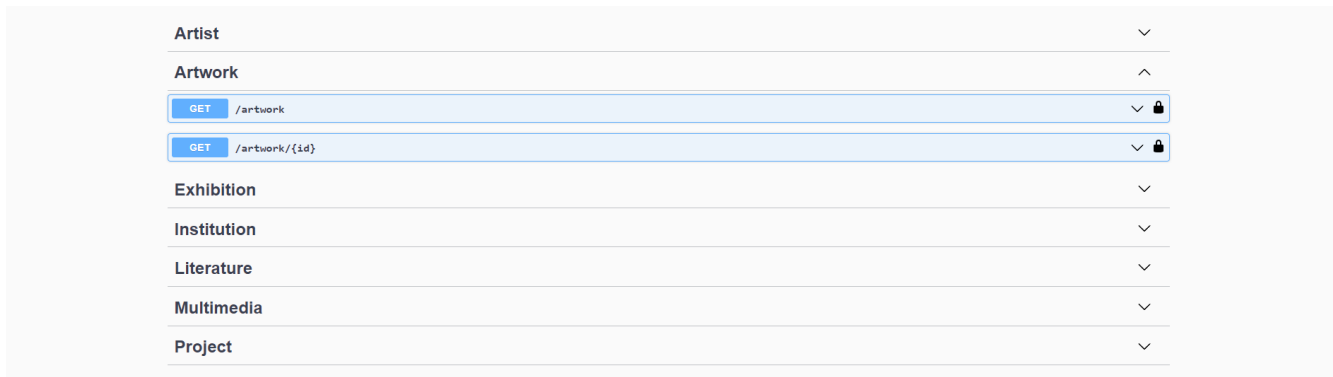 Artist
Artwork
GET /artwork
GET /artwork/{id}
Exhibition
Institution
Literature
Multimedia
Project